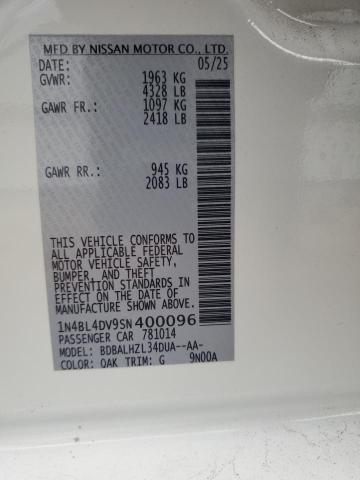 MFD BY NISSAN MOTOR CO., LTD.
DATE: 05/25
GVWR: 1963 KG
4328 LB
GAWR FR.: 1097 KG
2418 LB
GAWR RR.: 945 KG
2083 LB
THIS VEHICLE CONFORMS TO
ALL APPLICABLE FEDERAL
MOTOR VEHICLE SAFETY,
BUMPER, AND THEFT
PREVENTION STANDARDS
IN EFFECT ON THE DATE OF
MANUFACTURE SHOWN ABOVE
1N4BL4DV9SN400096
PASSENGER CAR 781014
MODEL: BDBALHZL34DUA--AA-
COLOR: QAK TRIM: G 9N00A